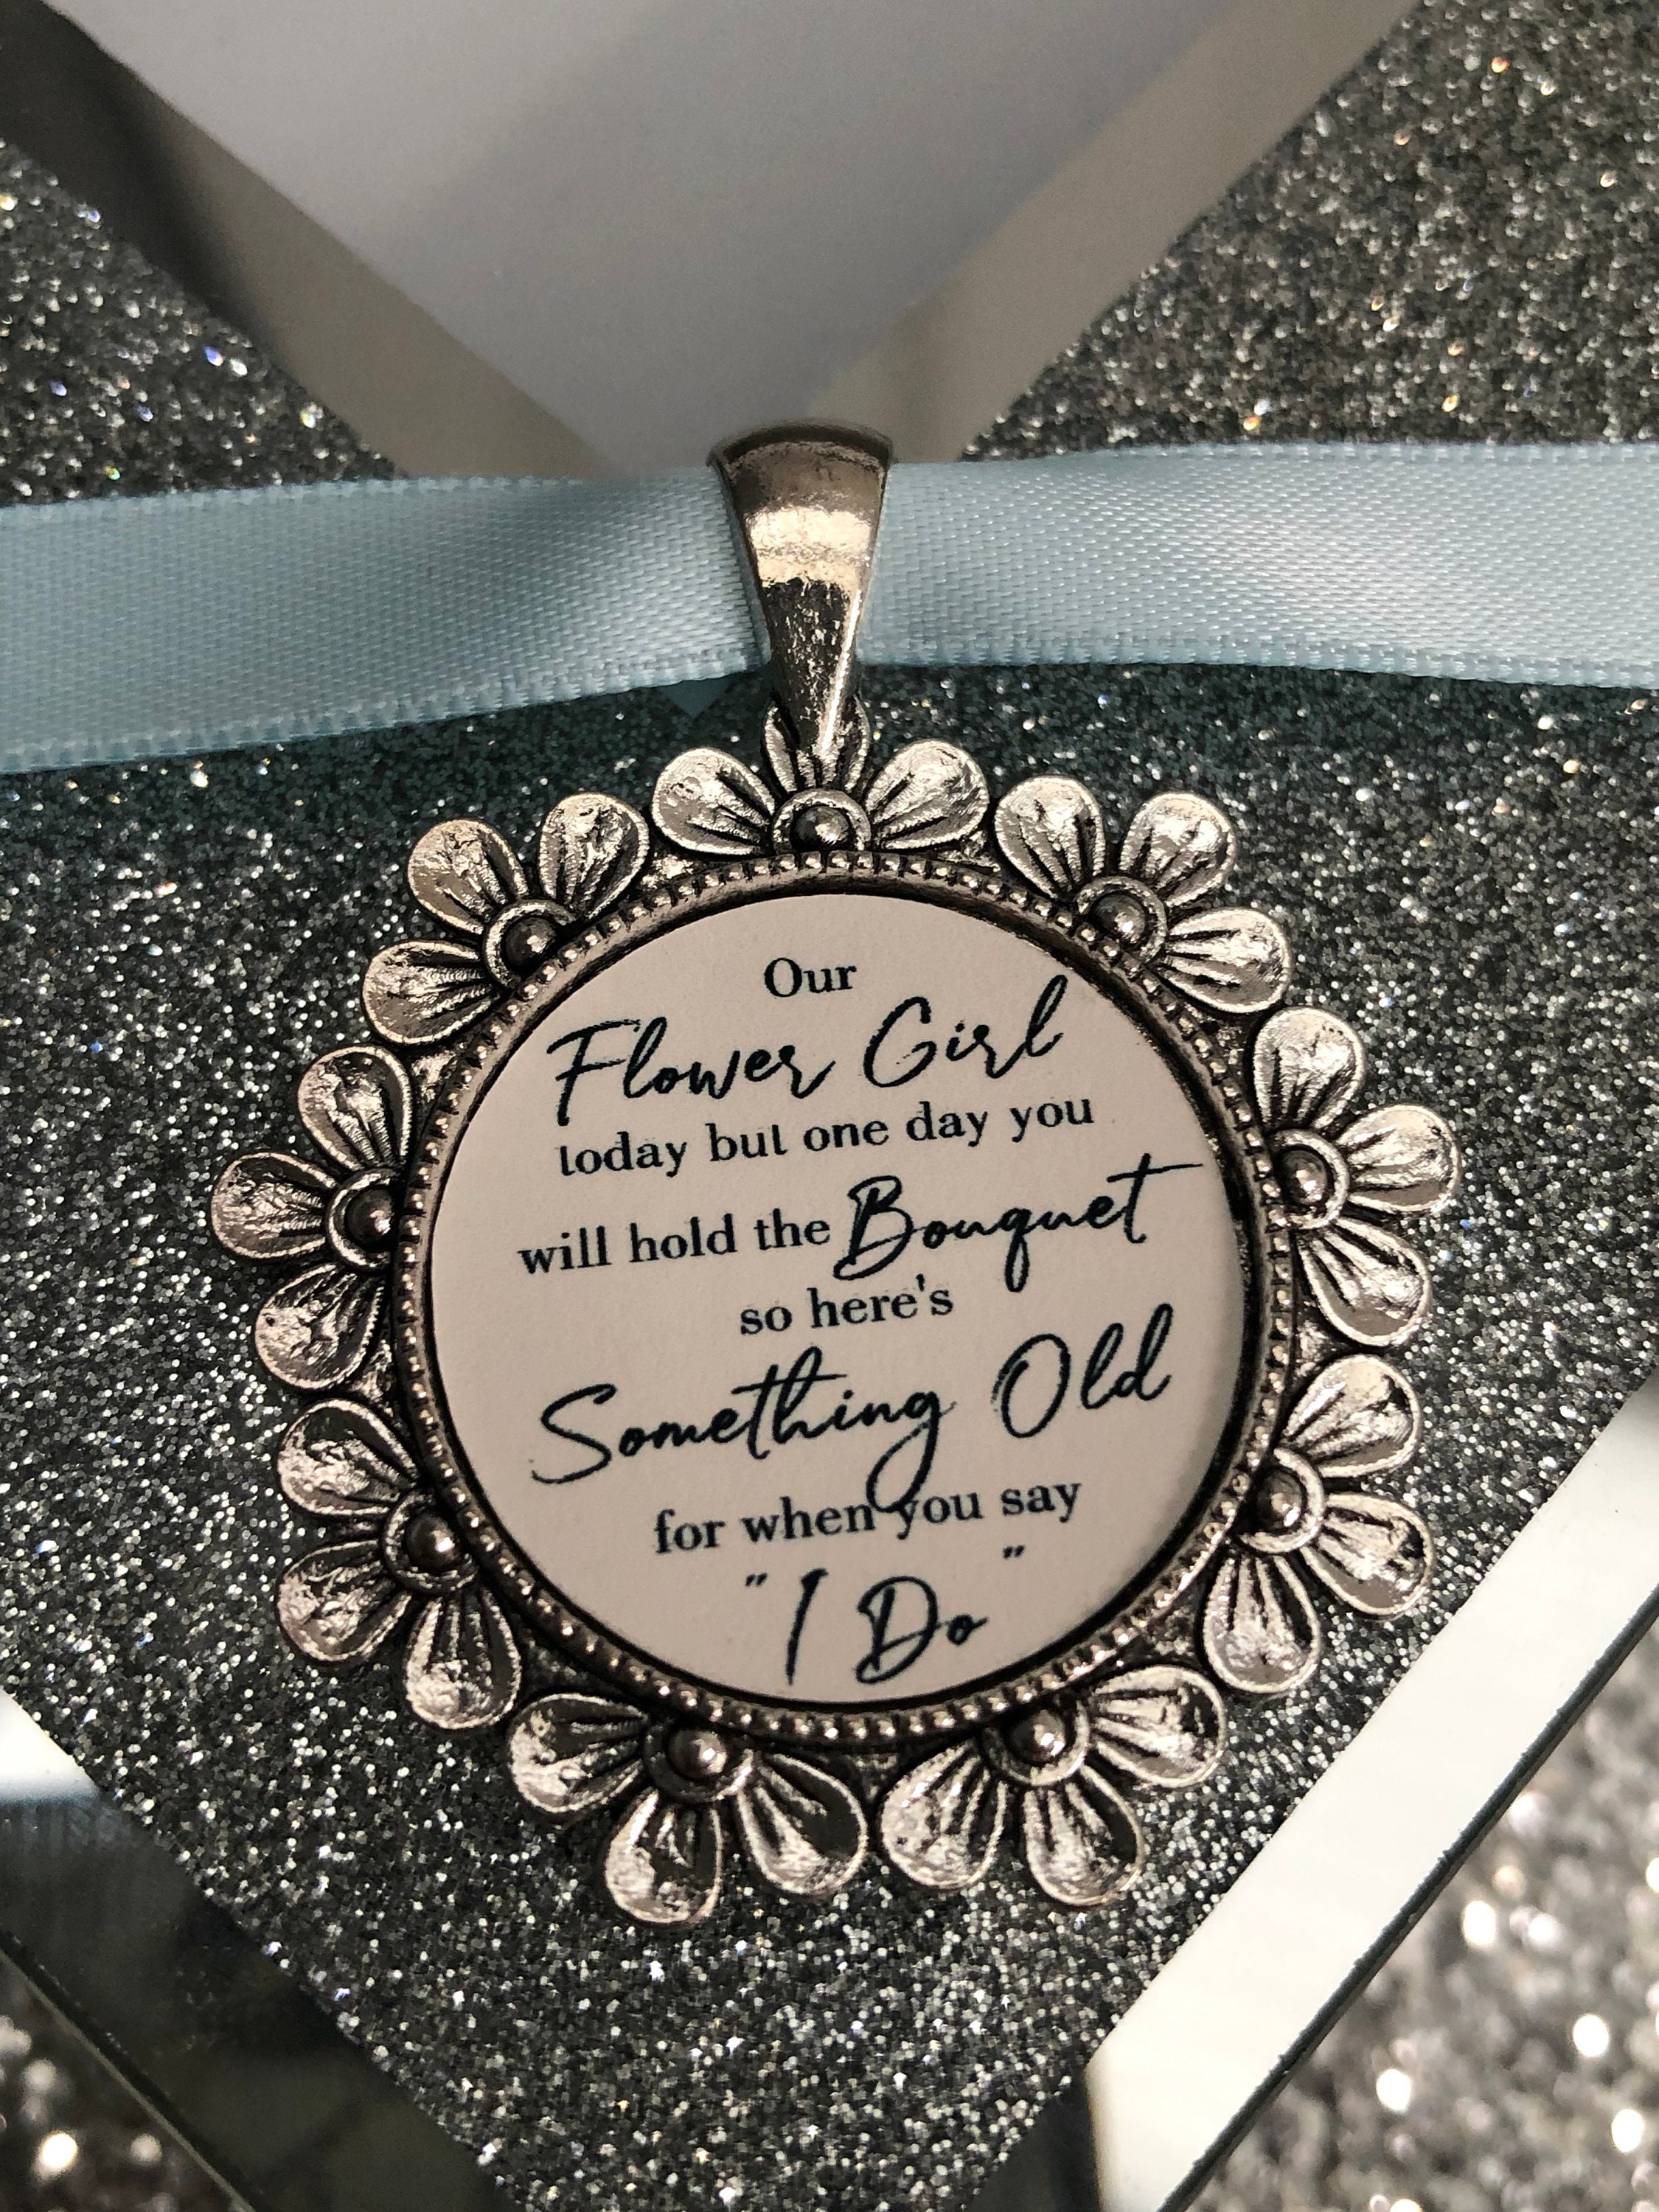 Our
Flower Girl
today but one day you
will hold the Bouquet
so here's
Something Old
for when you say
"I Do"